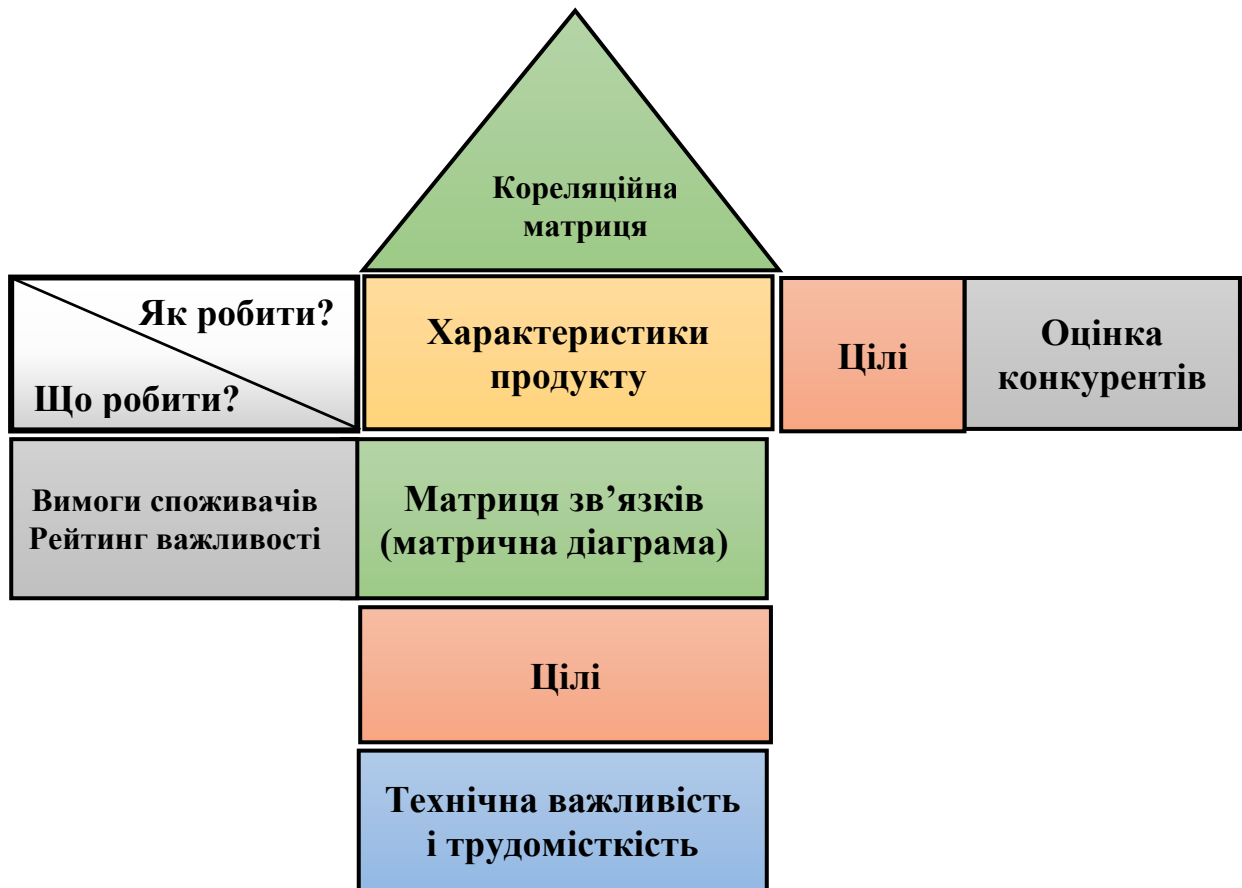 Кореляційна
матриця
Як робити?
Що робити?
Характеристики
продукту
Цілі
Оцінка
конкурентів
Вимоги споживачів
Рейтинг важливості
Матриця зв’язків
(матрична діаграма)
Цілі
Технічна важливість
і трудомісткість